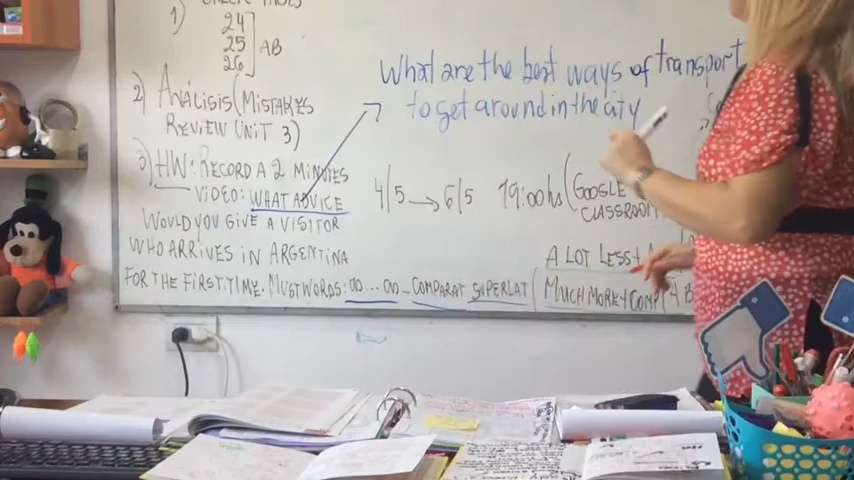 1)
24
25 AB
26
2) ANALISIS (MISTAKES
REVIEW UNIT 3)
3) HW: RECORD A 2 MINUTES
VIDEO: WHAT ADVICE
WOULD YOU GIVE A VISITOR
WHO ARRIVES IN ARGENTINA
FOR THE FIRST TIME. MUST WORDS: as...as_ COMPARAT SUPERLAT
What are the best ways of transport
to get around in the city
4/5 → 6/5 19:00hs (GOOGLE
CLASSROOM
A LOT LESS
MUCH MORE